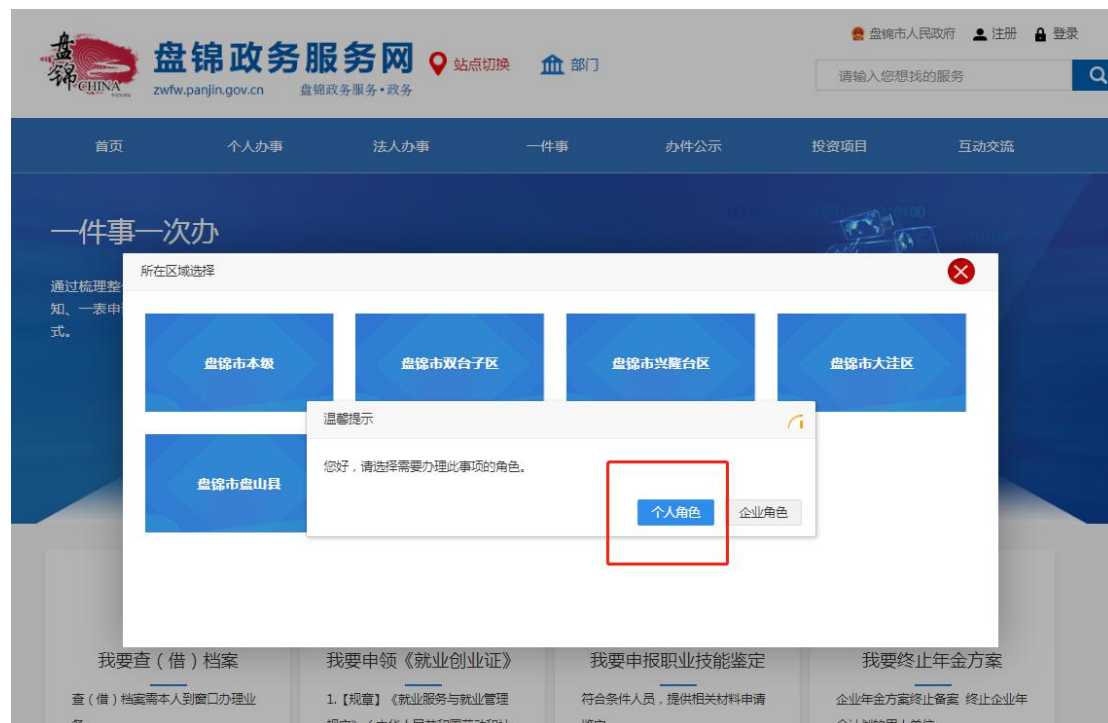 盘锦市人民政府 注册 登录
盘锦 CHINA PANJIN
盘锦政务服务网 站点切换 部门
请输入您想找的服务
zwfw.panjin.gov.cn 盘锦政务服务·政务
首页 个人办事 法人办事 一件事 办件公示 投资项目 互动交流
一件事一次办
通过梳理整
知、一表申
式。
所在区域选择
盘锦市本级 盘锦市双台子区 盘锦市兴隆台区 盘锦市大洼区
盘锦市盘山县
温馨提示
您好，请选择需要办理此事项的角色。
个人角色 企业角色
我要查（借）档案 我要申领《就业创业证》 我要申报职业技能鉴定 我要终止年金方案
查（借）档案需本人到窗口办理业 1.【规章】《就业服务与就业管理 符合条件人员，提供相关材料申请 企业年金方案终止备案 终止企业年